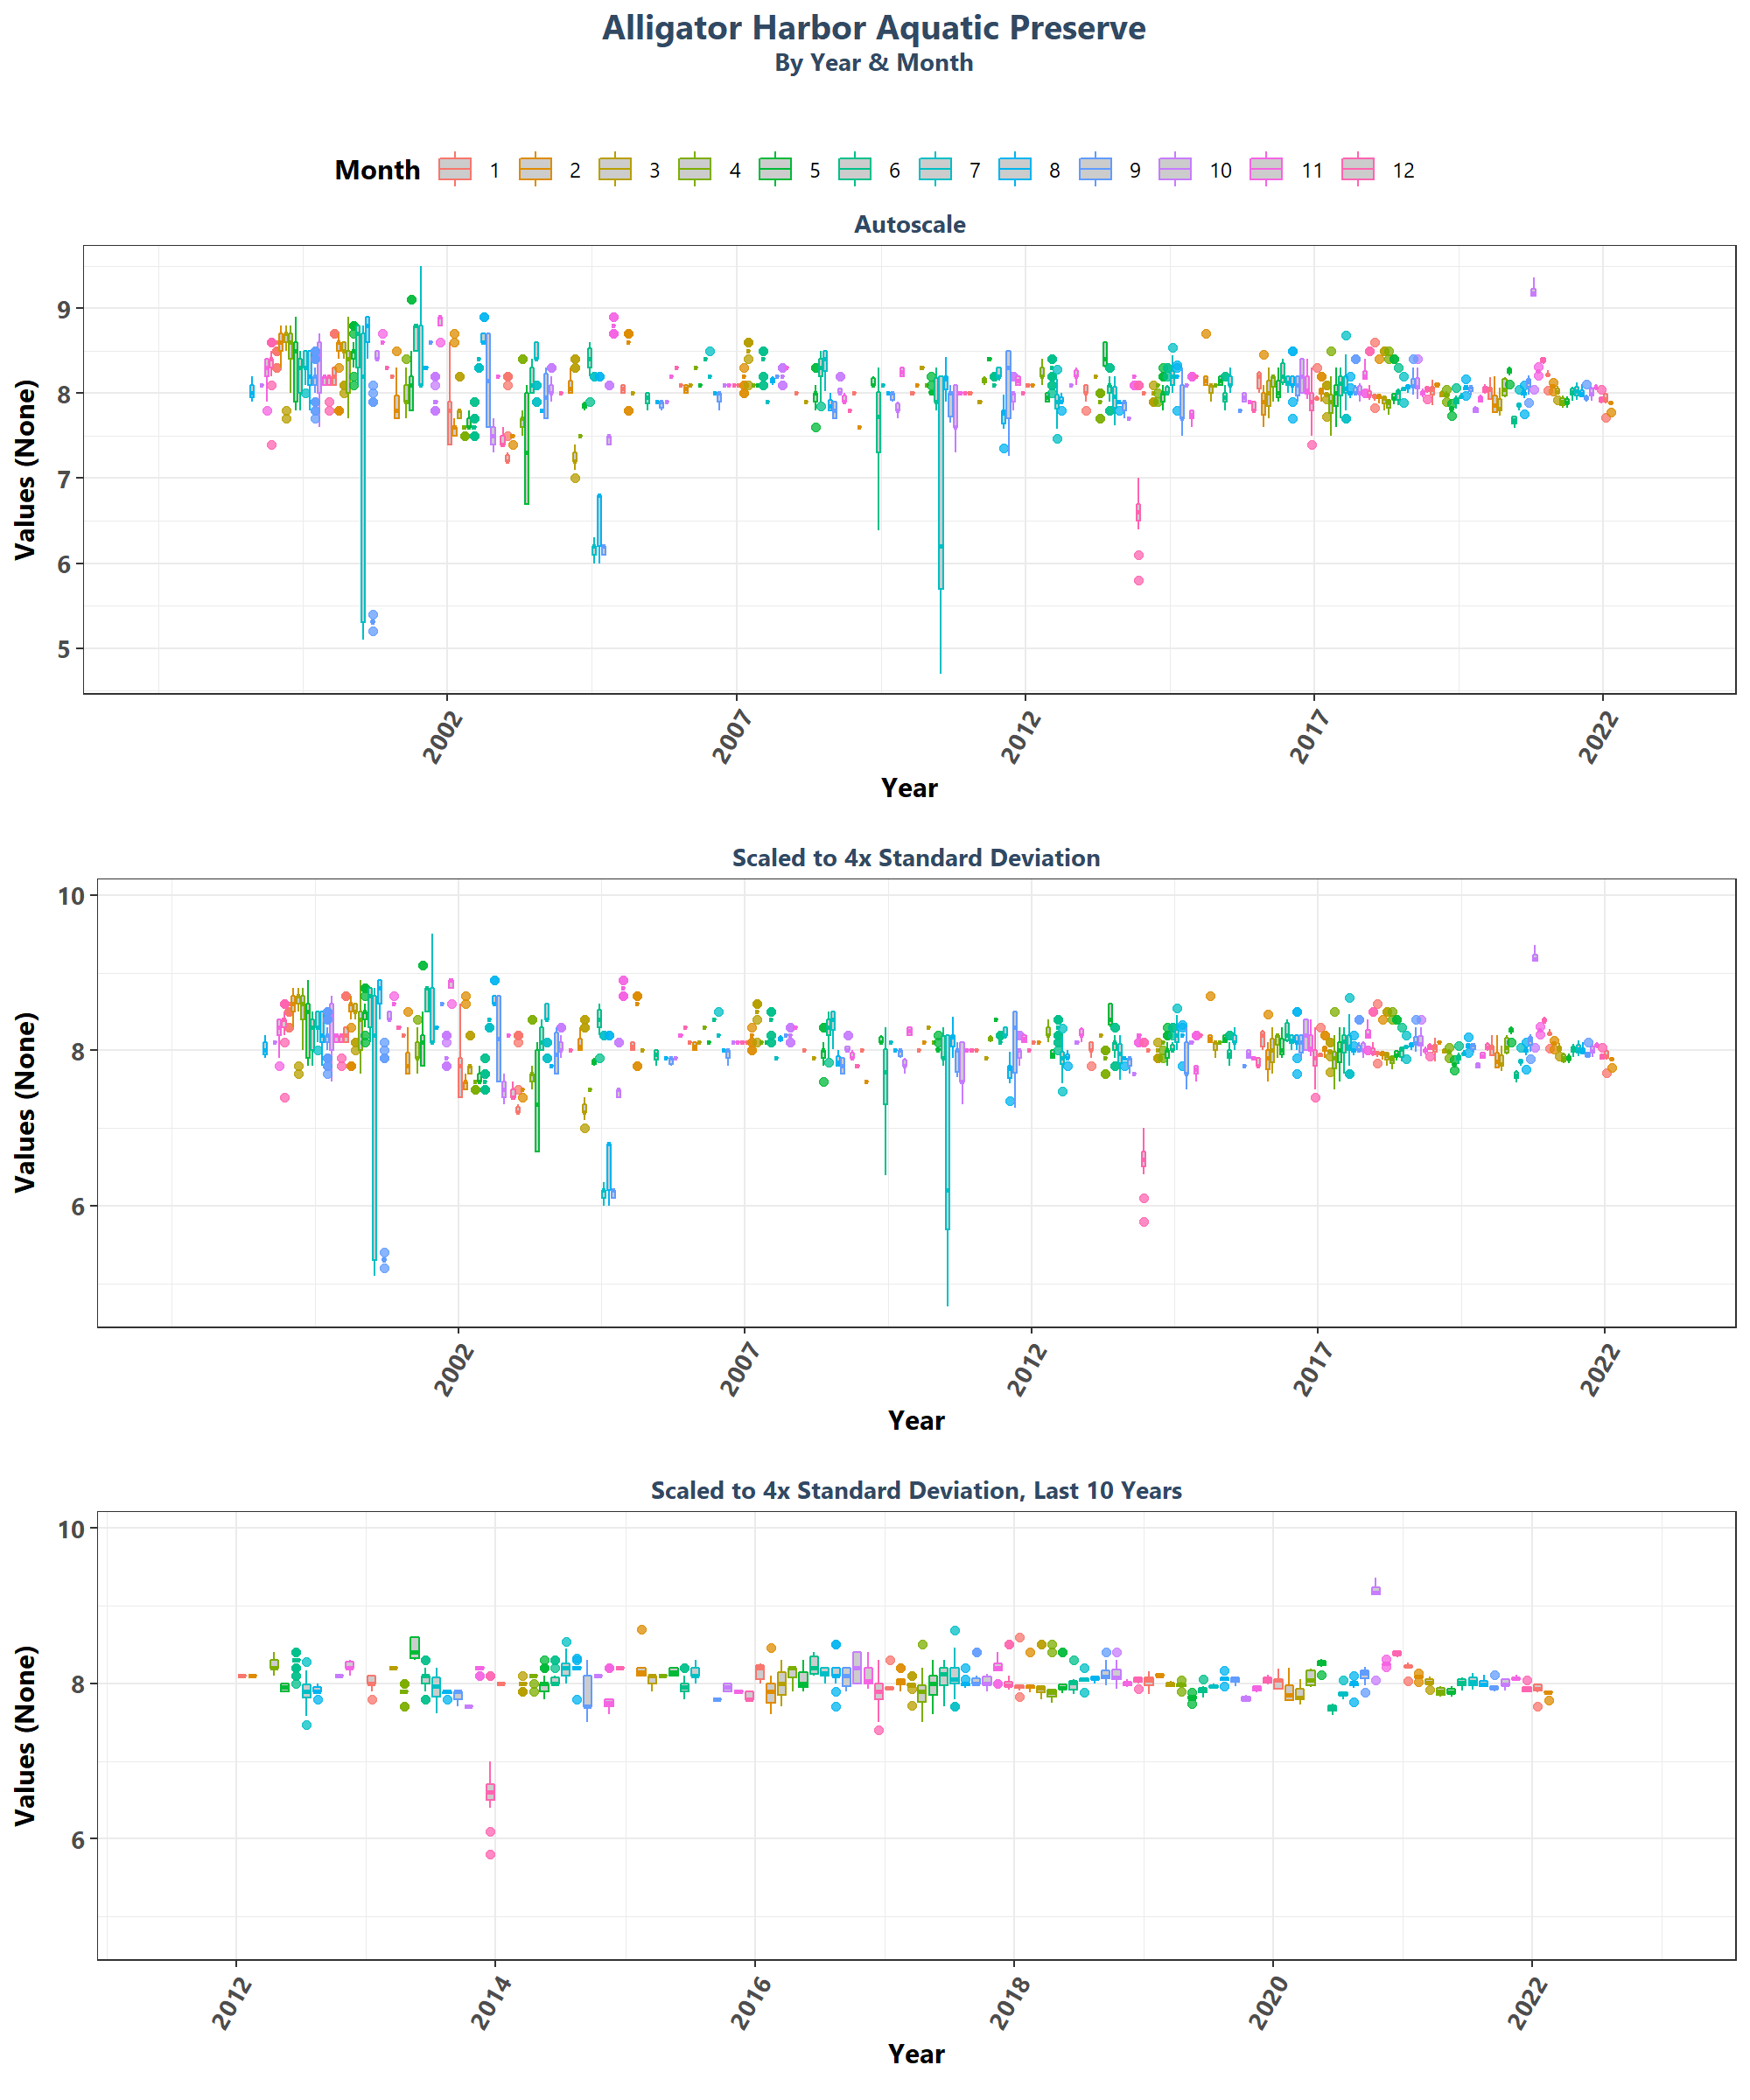 Alligator Harbor Aquatic Preserve
By Year & Month
Month 1 2 3 4 5 6 7 8 9 10 11 12
Autoscale
Values (None)
9
8
7
6
5
2002 2007 2012 2017 2022
Year
Scaled to 4x Standard Deviation
Values (None)
10
8
6
2002 2007 2012 2017 2022
Year
Scaled to 4x Standard Deviation, Last 10 Years
Values (None)
10
8
6
2012 2014 2016 2018 2020 2022
Year